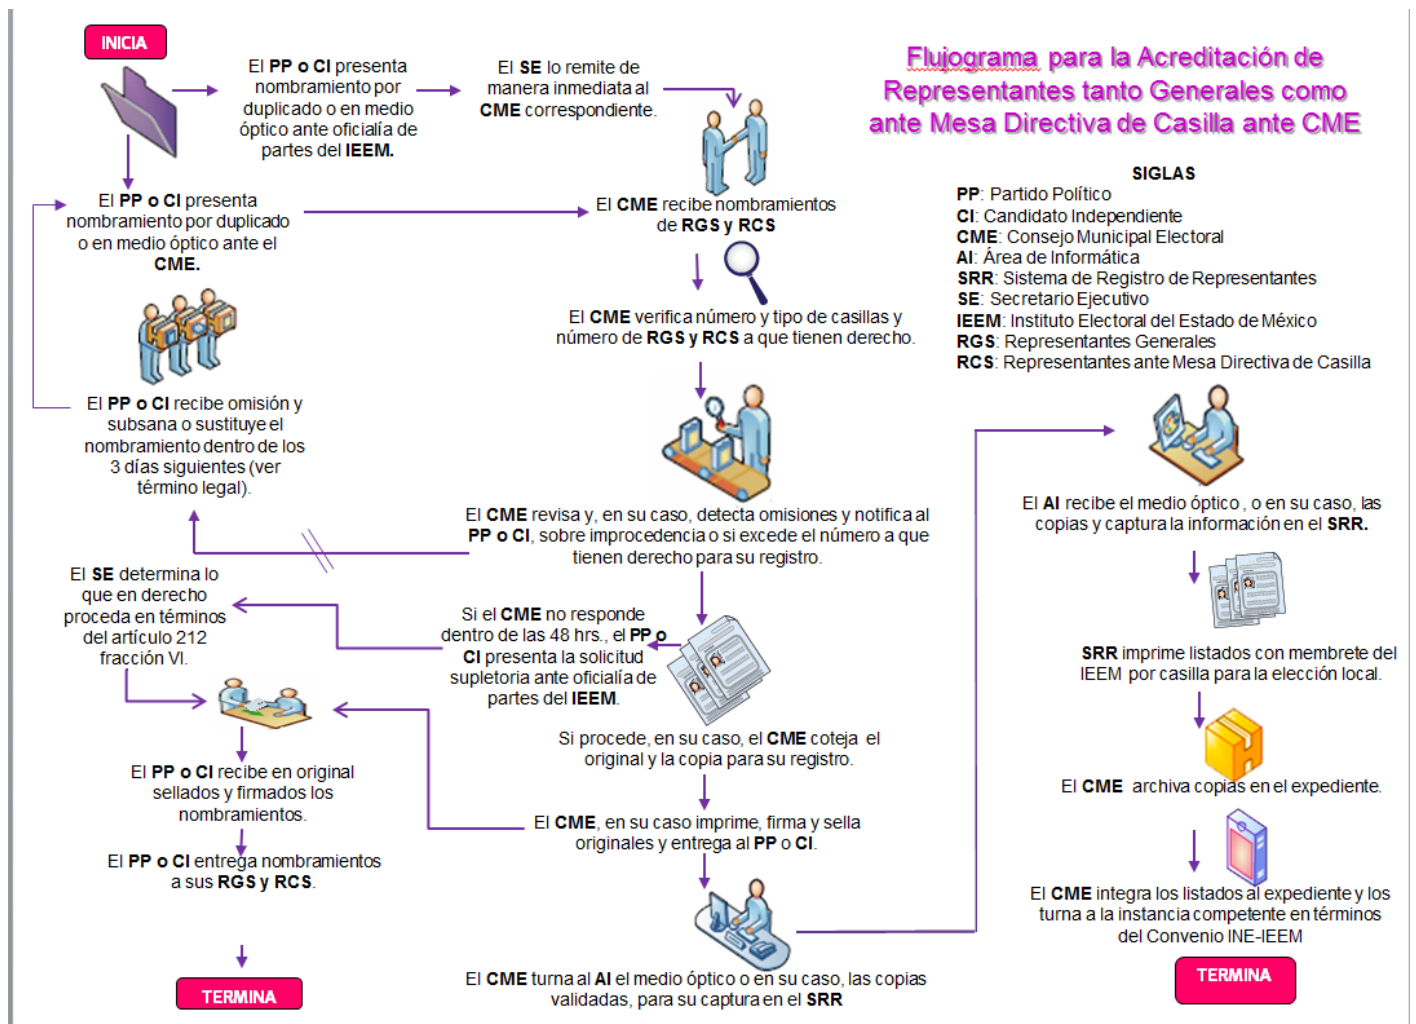 INICIA
El PP o CI presenta
nombramiento por
duplicado o en medio
óptico ante oficialía de
partes del IEEM.
El SE lo remite de
manera inmediata al
CME correspondiente.
Flujograma para la Acreditación de
Representantes tanto Generales como
ante Mesa Directiva de Casilla ante CME
SIGLAS
PP: Partido Político
CI: Candidato Independiente
CME: Consejo Municipal Electoral
AI: Área de Informática
SRR: Sistema de Registro de Representantes
SE: Secretario Ejecutivo
IEEM: Instituto Electoral del Estado de México
RGS: Representantes Generales
RCS: Representantes ante Mesa Directiva de Casilla
El PP o CI presenta
nombramiento por duplicado
o en medio óptico ante el
CME.
El CME recibe nombramientos
de RGS y RCS
El CME verifica número y tipo de casillas y
número de RGS y RCS a que tienen derecho.
El PP o CI recibe omisión y
subsana o sustituye el
nombramiento dentro de los
3 días siguientes (ver
término legal).
El CME revisa y, en su caso, detecta omisiones y notifica al
PP o CI, sobre improcedencia o si excede el número a que
tienen derecho para su registro.
El SE determina lo
que en derecho
proceda en términos
del artículo 212
fracción VI.
Si el CME no responde
dentro de las 48 hrs., el PP o
CI presenta la solicitud
supletoria ante oficialía de
partes del IEEM.
Si procede, en su caso, el CME coteja el
original y la copia para su registro.
El PP o CI recibe en original
sellados y firmados los
nombramientos.
El CME, en su caso imprime, firma y sella
originales y entrega al PP o CI.
El PP o CI entrega nombramientos
a sus RGS y RCS.
TERMINA
El CME turna al AI el medio óptico o en su caso, las copias
validadas, para su captura en el SRR
El AI recibe el medio óptico , o en su caso, las
copias y captura la información en el SRR.
SRR imprime listados con membrete del
IEEM por casilla para la elección local.
El CME archiva copias en el expediente.
El CME integra los listados al expediente y los
turna a la instancia competente en términos
del Convenio INE-IEEM
TERMINA